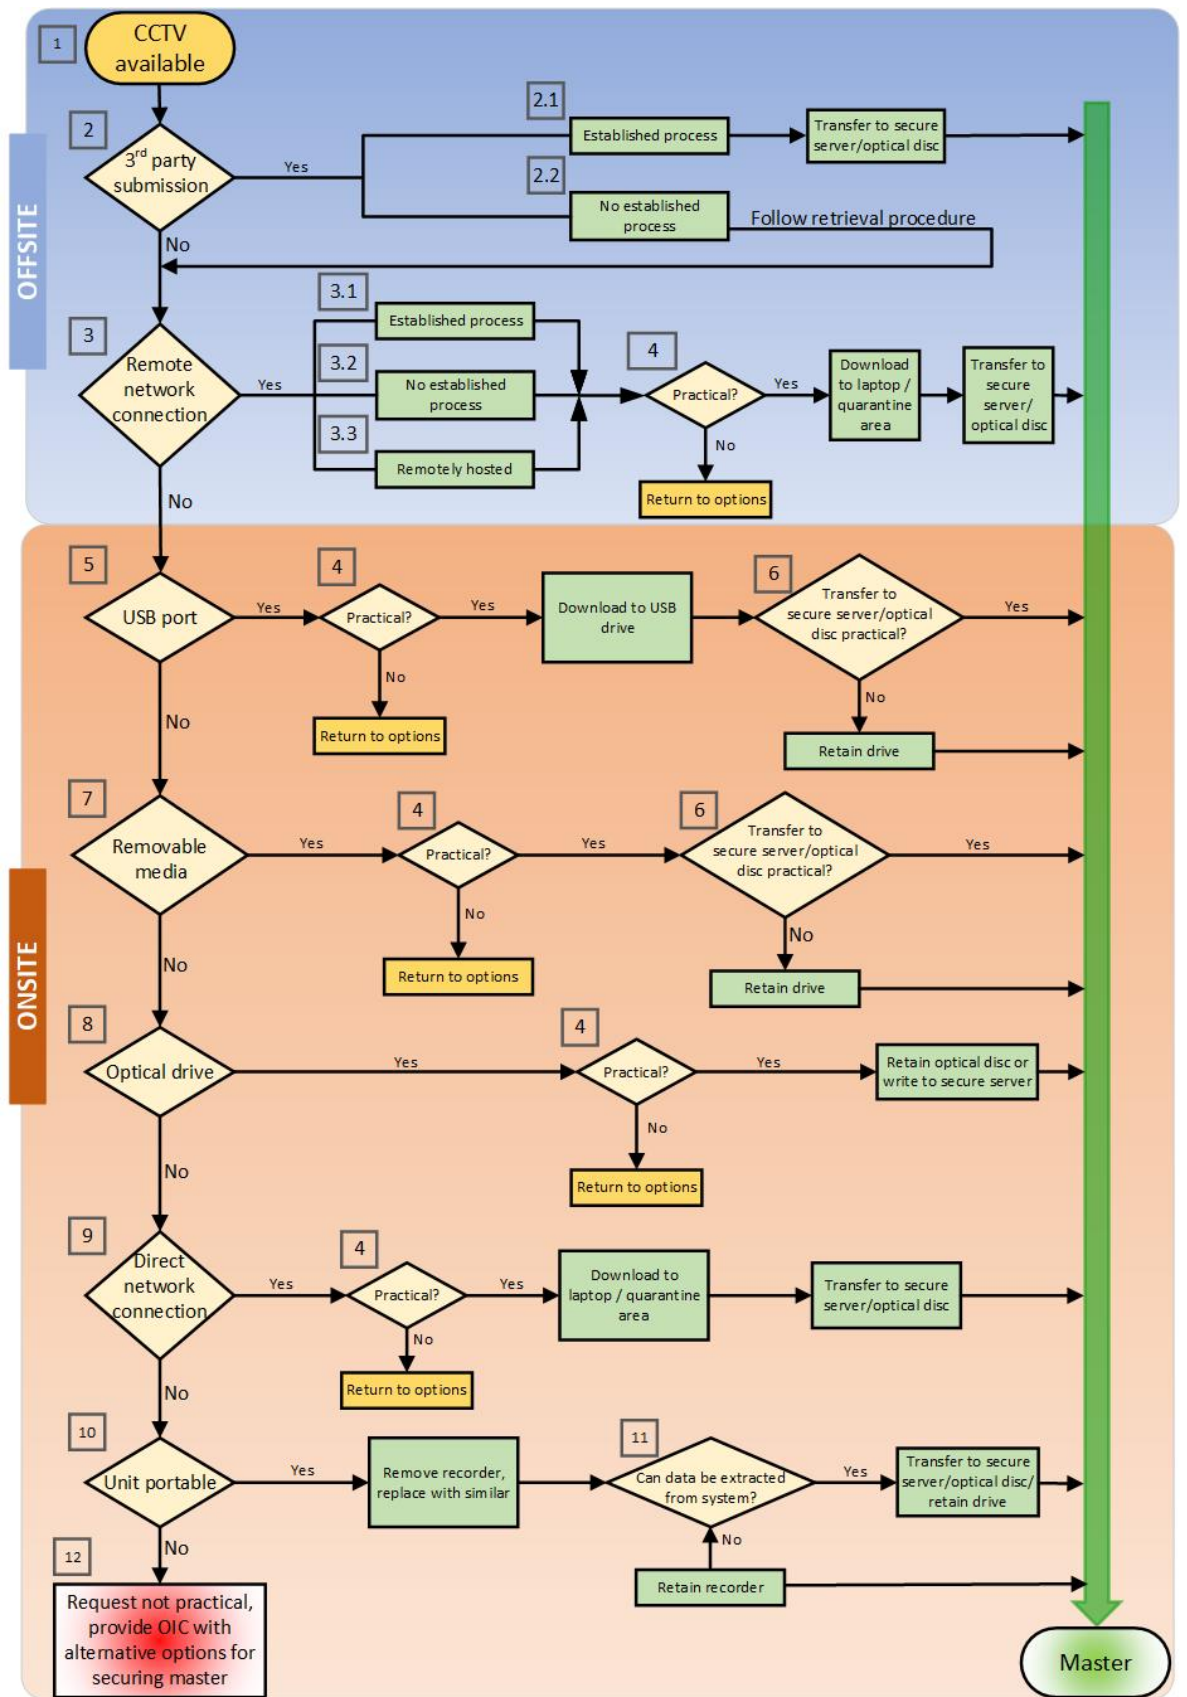 1
CCTV
available
2
3rd party
submission
Yes
2.1
Established process
Transfer to secure
server/optical disc
2.2
No established
process
Follow retrieval procedure
No
OFFSITE
3
Remote
network
connection
Yes
3.1
Established process
3.2
No established
process
3.3
Remotely hosted
4
Practical?
Yes
Download
to laptop /
quarantine
area
Transfer to
secure
server/
optical disc
No
Return to options
No
5
USB port
Yes
4
Practical?
Yes
Download to USB
drive
6
Transfer to
secure server/optical
disc practical?
Yes
No
Return to options
No
Retain drive
No
7
Removable
media
Yes
4
Practical?
Yes
6
Transfer to
secure server/optical
disc practical?
Yes
No
Return to options
No
Retain drive
No
ONSITE
8
Optical drive
Yes
4
Practical?
Yes
Retain optical disc or
write to secure server
No
Return to options
No
9
Direct
network
connection
Yes
4
Practical?
Yes
Download to
laptop / quarantine
area
Transfer to secure
server/optical disc
No
Return to options
No
10
Unit portable
Yes
Remove recorder,
replace with similar
11
Can data be extracted
from system?
Yes
Transfer to secure
server/optical disc/
retain drive
No
Retain recorder
No
12
Request not practical,
provide OIC with
alternative options for
securing master
Master